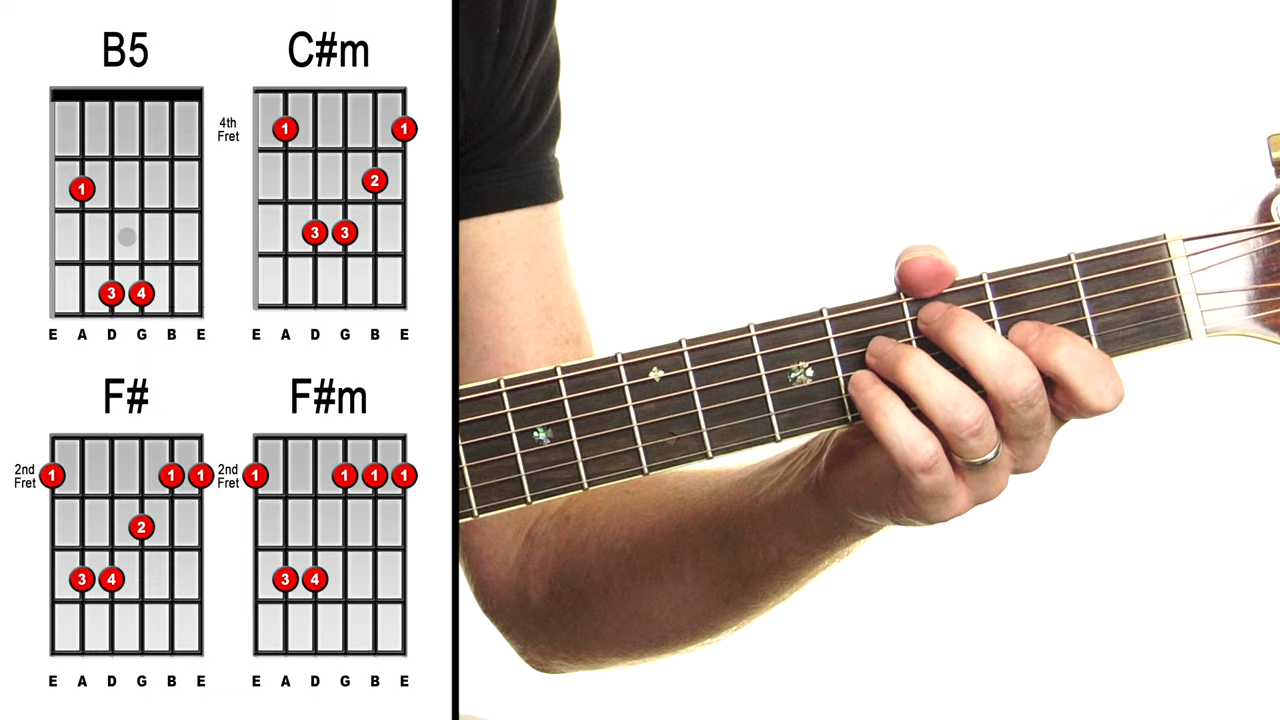 B5
C#m
4th
Fret
1
1
1
2
3 3
3 4
E A D G B E
E A D G B E
F#
F#m
2nd
Fret
1 1 1
2nd
Fret
1 1 1 1
2
3 4
3 4
E A D G B E
E A D G B E